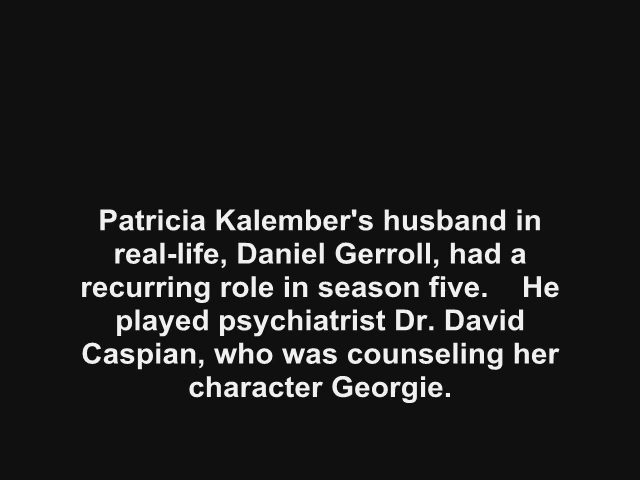 Patricia Kalember's husband in
real-life, Daniel Gerroll, had a
recurring role in season five.    He
played psychiatrist Dr. David
Caspian, who was counseling her
character Georgie.